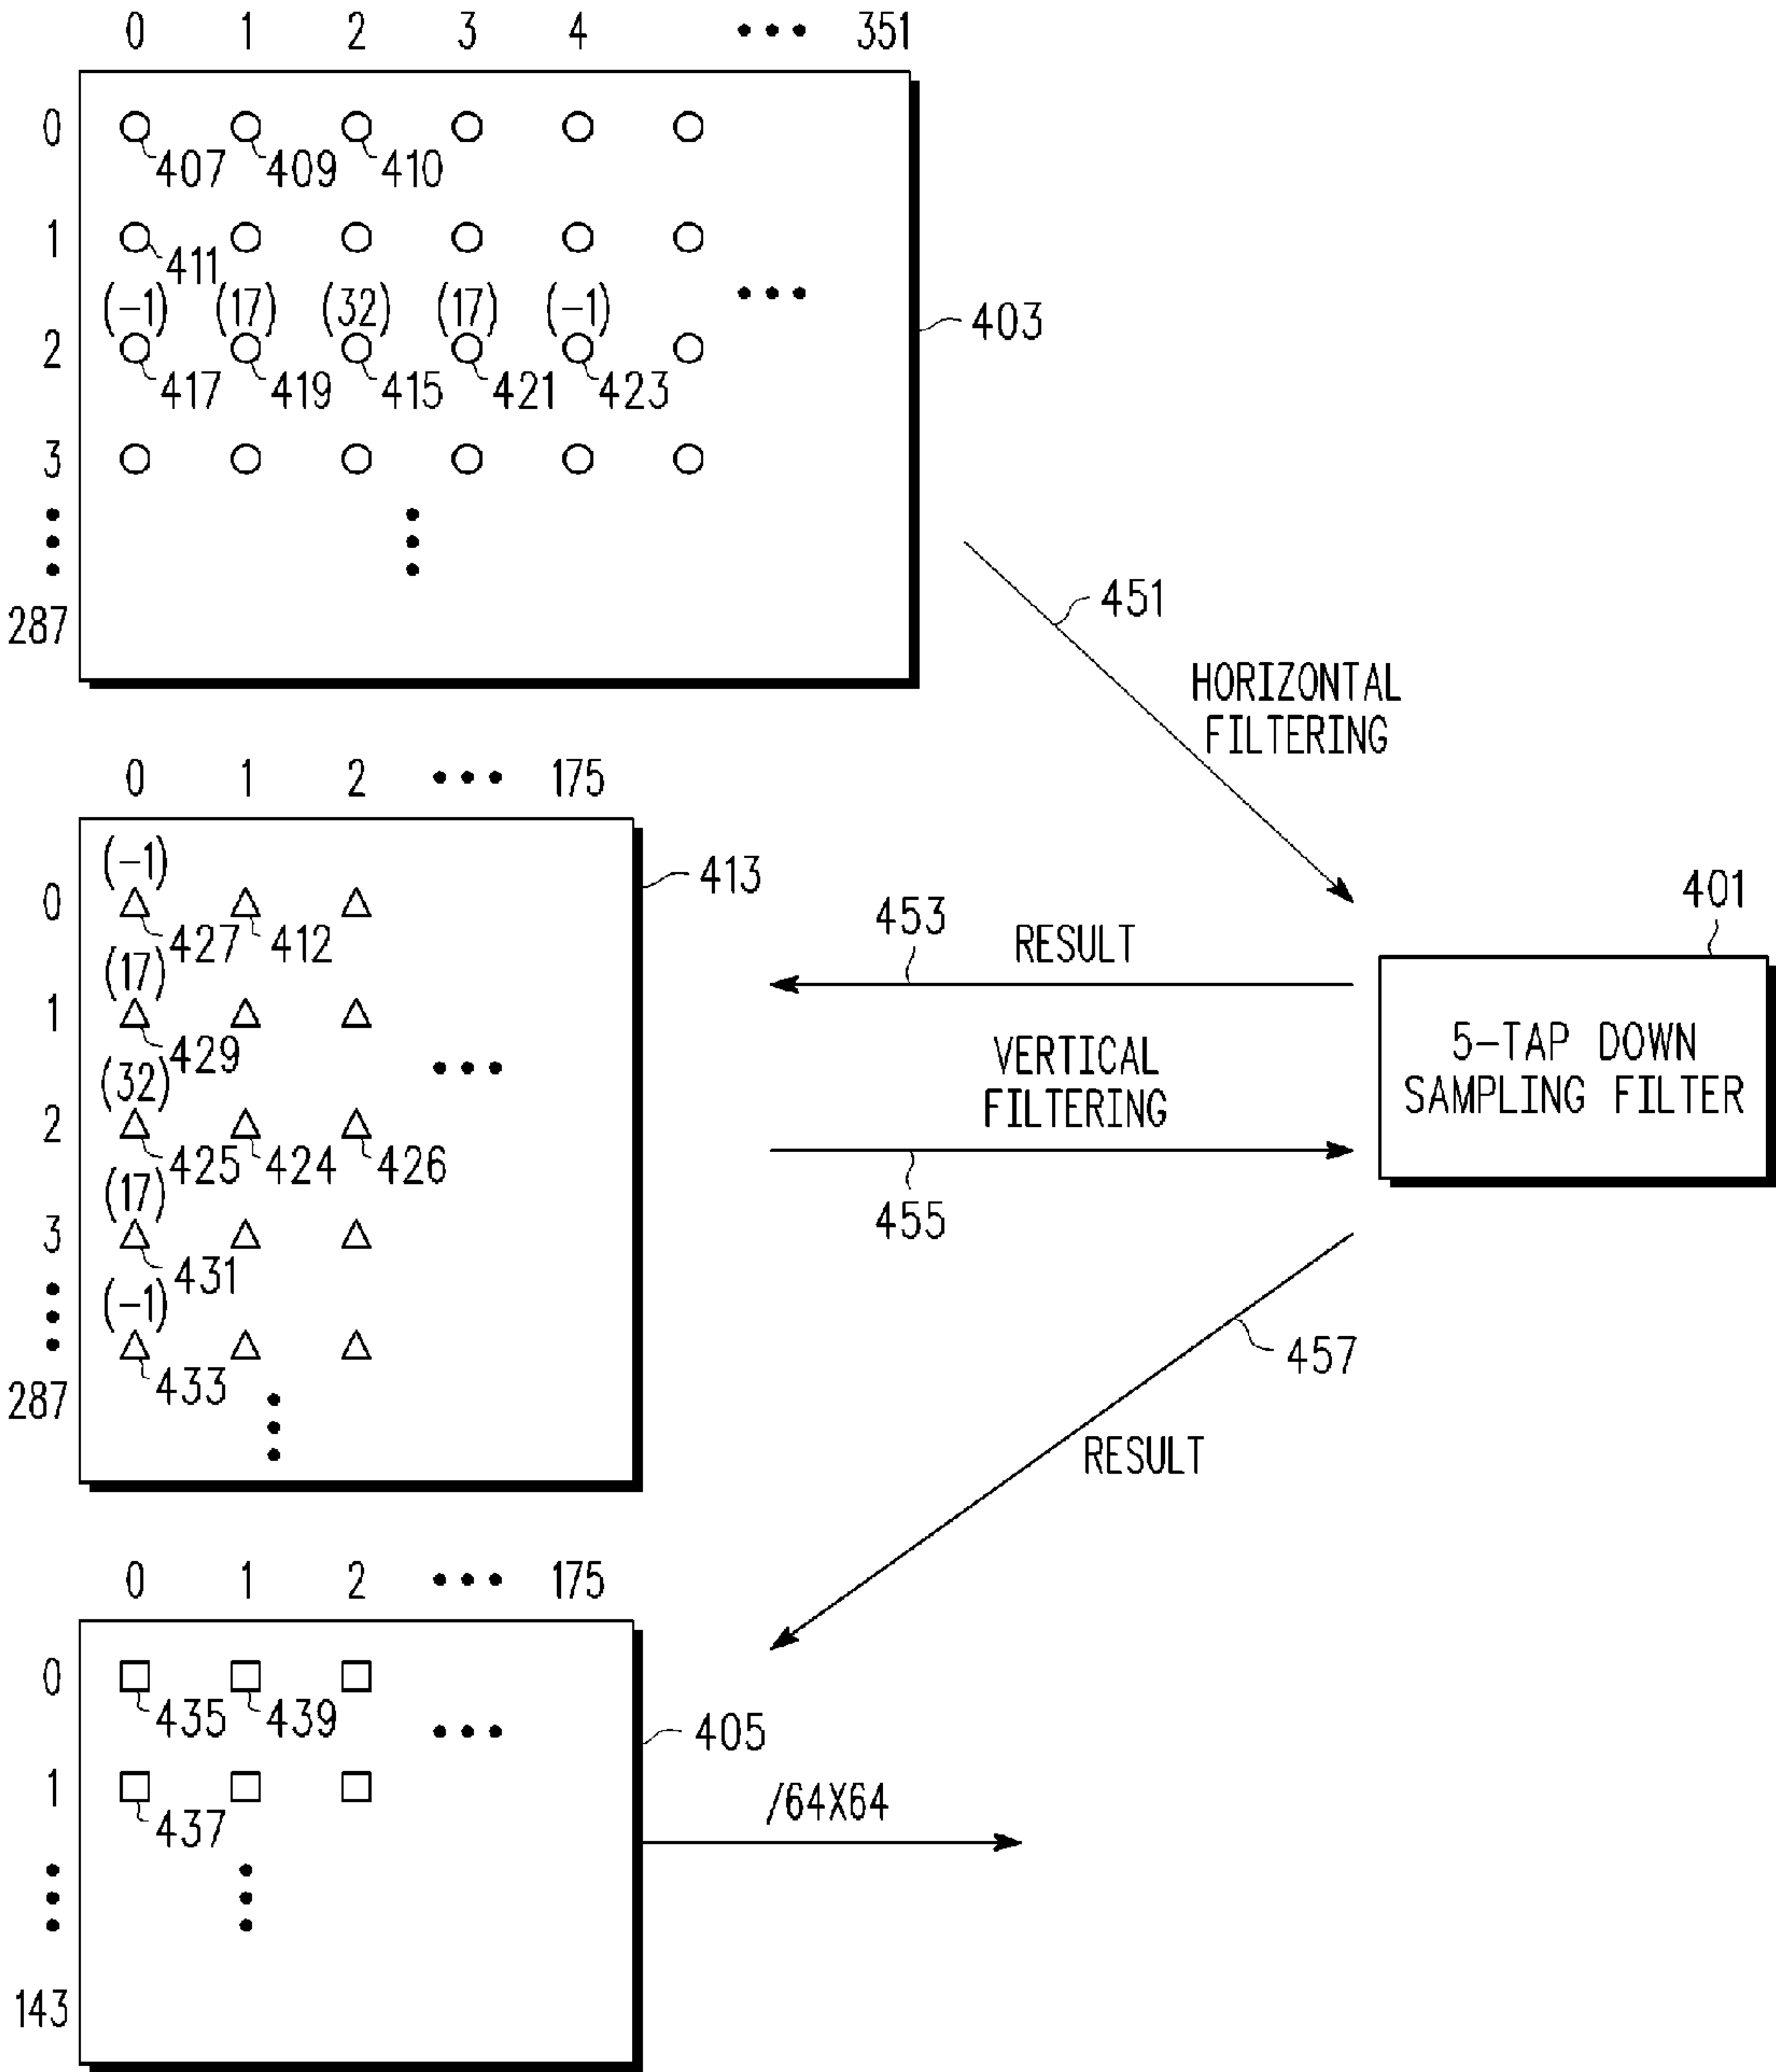 0 1 2 3 4 ••• 351
0
407 409 410
1
411
(-1) (17) (32) (17) (-1) •••
403
2
417 419 415 421 423
3
287
451
HORIZONTAL
FILTERING
0 1 2 ••• 175
(-1)
413
0
427 412
(17)
1
429
(32)
•••
2
425 424 426
(17)
3
431
(-1)
433
287
401
453
RESULT
VERTICAL
FILTERING
455
5-TAP DOWN
SAMPLING FILTER
457
RESULT
0 1 2 ••• 175
0
435 439
•••
405
1
437
/64X64
143